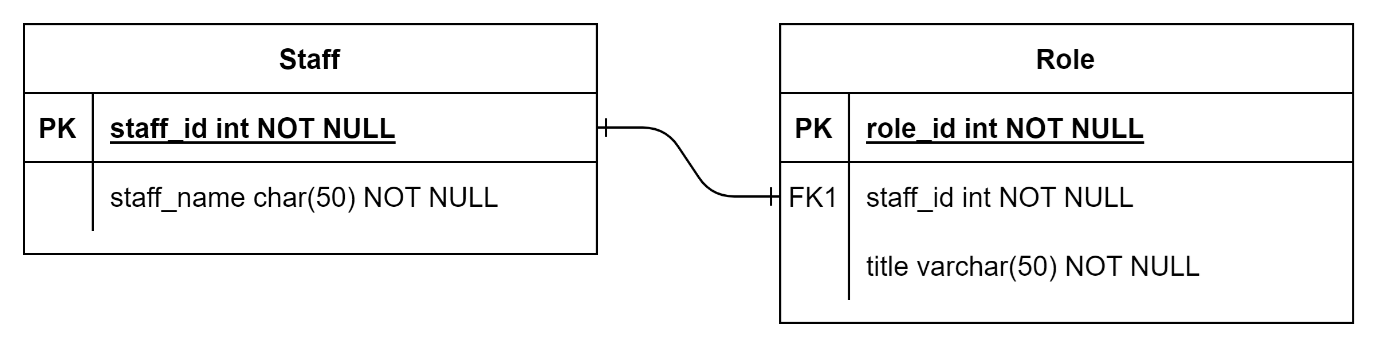 Staff
PK staff_id int NOT NULL
staff_name char(50) NOT NULL
Role
PK role_id int NOT NULL
FK1 staff_id int NOT NULL
title varchar(50) NOT NULL